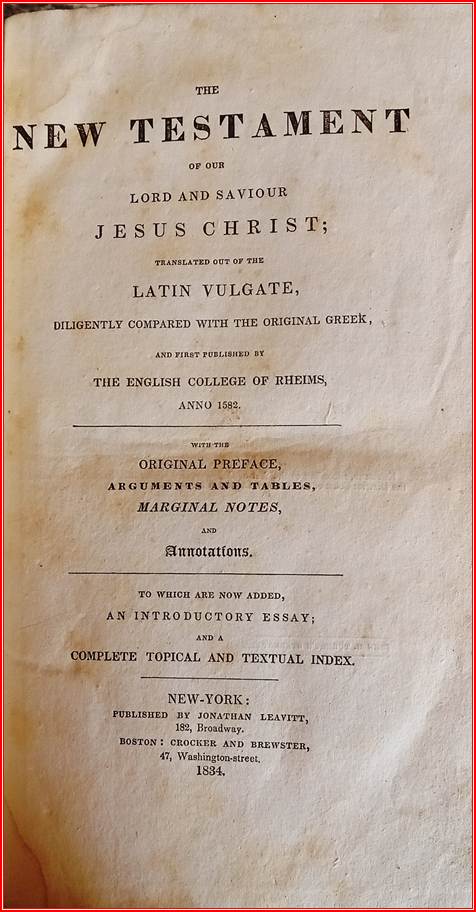 THE
NEW TESTAMENT
OF OUR
LORD AND SAVIOUR
JESUS CHRIST;
TRANSLATED OUT OF THE
LATIN VULGATE,
DILIGENTLY COMPARED WITH THE ORIGINAL GREEK,
AND FIRST PUBLISHED BY
THE ENGLISH COLLEGE OF RHEIMS,
ANNO 1582.
WITH THE
ORIGINAL PREFACE,
ARGUMENTS AND TABLES,
MARGINAL NOTES,
AND
Annotations.
TO WHICH ARE NOW ADDED,
AN INTRODUCTORY ESSAY;
AND A
COMPLETE TOPICAL AND TEXTUAL INDEX.
NEW-YORK:
PUBLISHED BY JONATHAN LEAVITT,
182, Broadway.
BOSTON: CROCKER AND BREWSTER,
47, Washington-street.
1834.